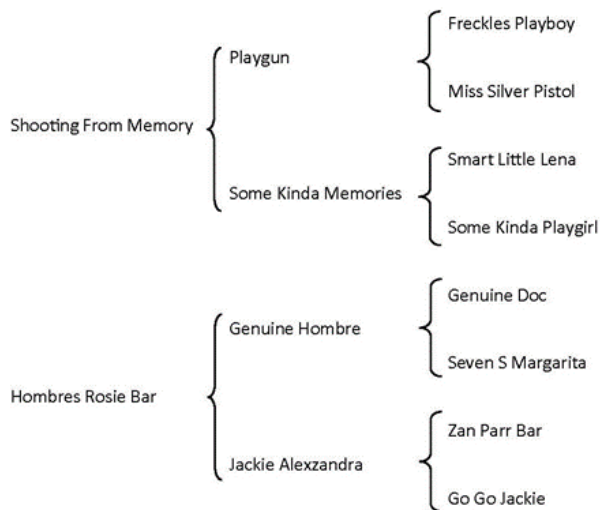 Freckles Playboy
Playgun
Miss Silver Pistol
Shooting From Memory
Smart Little Lena
Some Kinda Memories
Some Kinda Playgirl
Genuine Doc
Genuine Hombre
Seven S Margarita
Hombres Rosie Bar
Zan Parr Bar
Jackie Alexzandra
Go Go Jackie